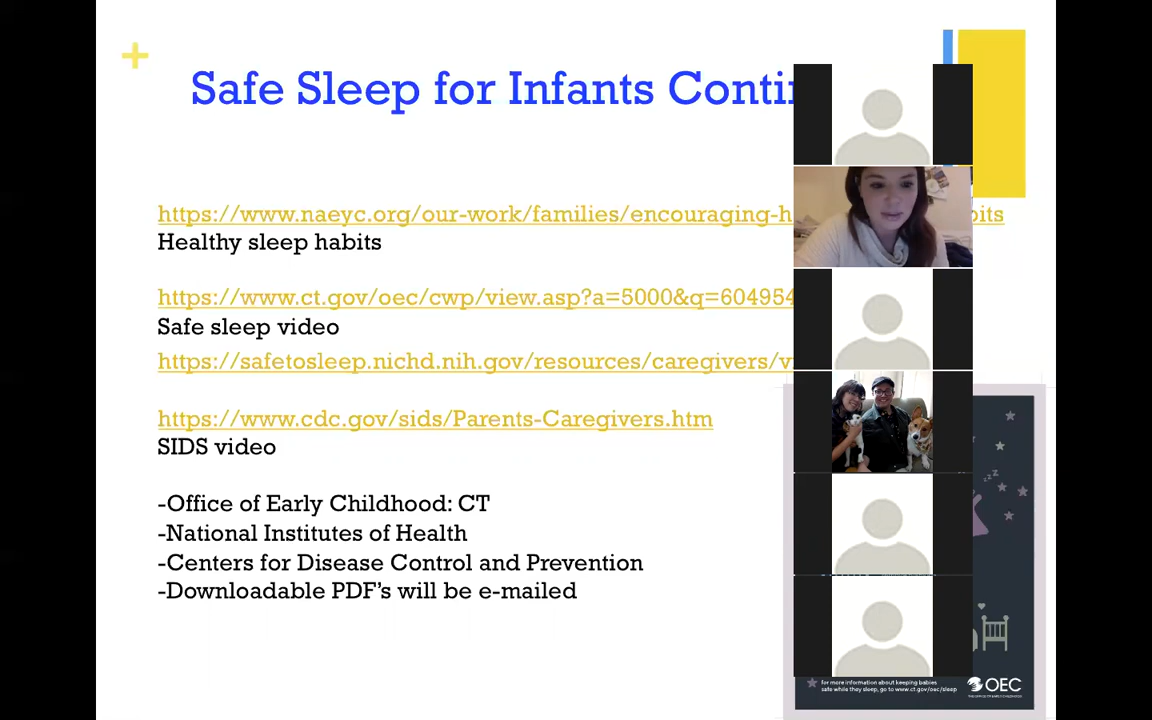 +
Safe Sleep for Infants Conti
https://www.naeyc.org/our-work/families/encouraging-h its
Healthy sleep habits
https://www.ct.gov/oec/cwp/view.asp?a=5000&q=604954
Safe sleep video
https://safetosleep.nichd.nih.gov/resources/caregivers/v
https://www.cdc.gov/sids/Parents-Caregivers.htm
SIDS video
-Office of Early Childhood: CT
-National Institutes of Health
-Centers for Disease Control and Prevention
-Downloadable PDF's will be e-mailed
for more information about keeping babies
safe while they sleep, go to www.ct.gov/oec/sleep
OEC